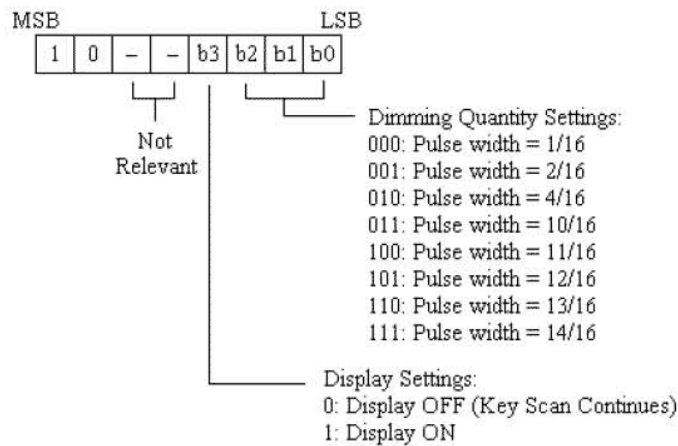 MSB LSB
1 0 – – b3 b2 b1 b0
Dimming Quantity Settings:
Not
Relevant
000: Pulse width = 1/16
001: Pulse width = 2/16
010: Pulse width = 4/16
011: Pulse width = 10/16
100: Pulse width = 11/16
101: Pulse width = 12/16
110: Pulse width = 13/16
111: Pulse width = 14/16
Display Settings:
0: Display OFF (Key Scan Continues)
1: Display ON